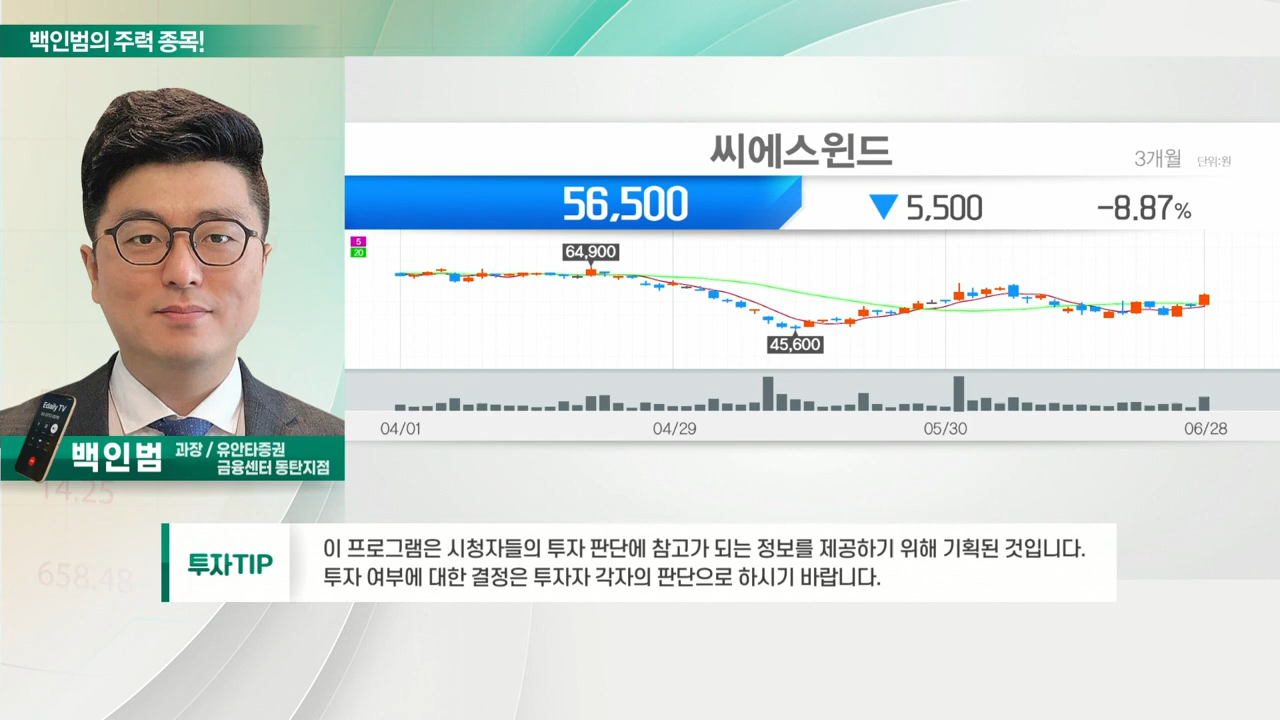 백인범의 주력 종목!
씨에스윈드
3개월 단위:원
56,500 ▼ 5,500 -8.87%
5
20
64,900
45,600
04/01 04/29 05/30 06/28
Edaily TV
백인범 과장 / 유안타증권
금융센터 동탄지점
14.25
658.48
투자TIP
이 프로그램은 시청자들의 투자 판단에 참고가 되는 정보를 제공하기 위해 기획된 것입니다.
투자 여부에 대한 결정은 투자자 각자의 판단으로 하시기 바랍니다.